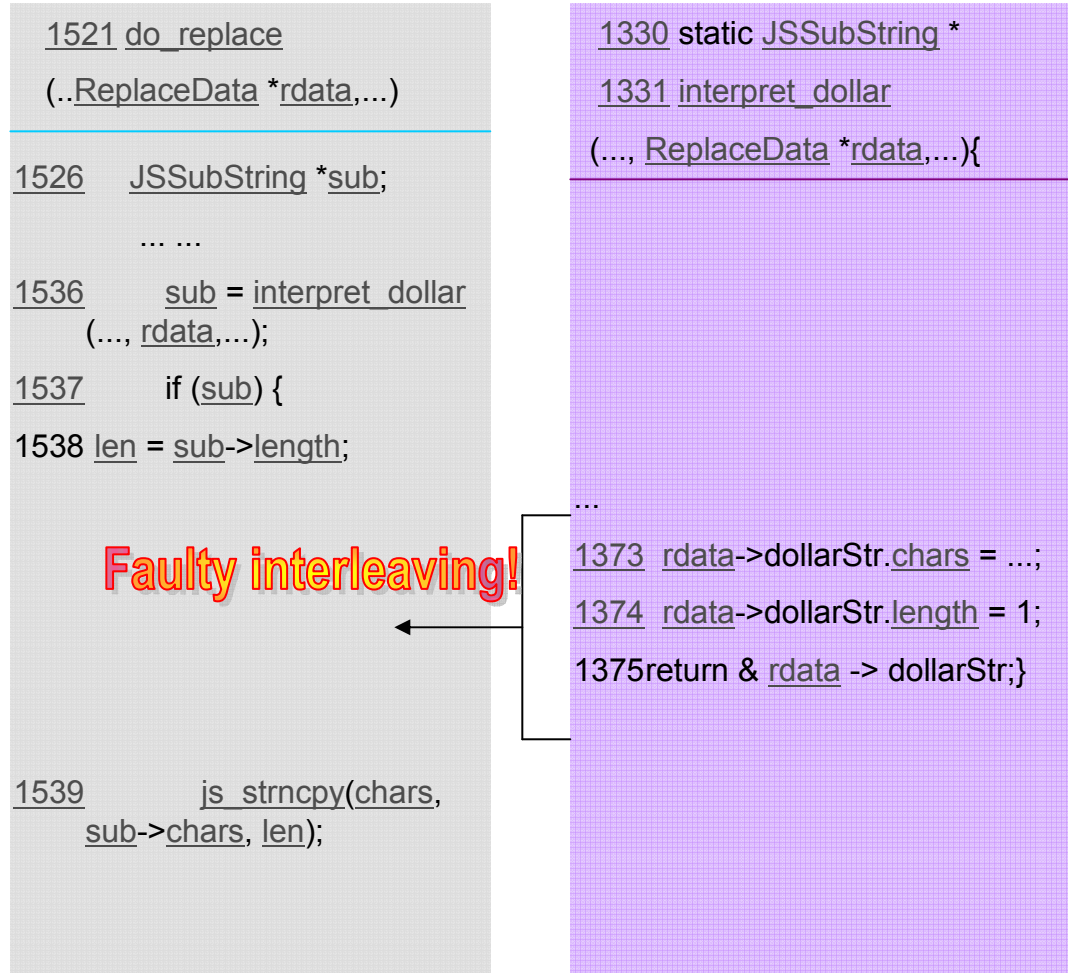 1521 do_replace
(..ReplaceData *rdata,...)
1526 JSSubString *sub;
... ...
1536 sub = interpret_dollar
(..., rdata,...);
1537 if (sub) {
1538 len = sub->length;
Faulty interleaving!
1539 js_strncpy(chars,
sub->chars, len);
1330 static JSSubString *
1331 interpret_dollar
(..., ReplaceData *rdata,...){
...
1373 rdata->dollarStr.chars = ...;
1374 rdata->dollarStr.length = 1;
1375return & rdata -> dollarStr;}